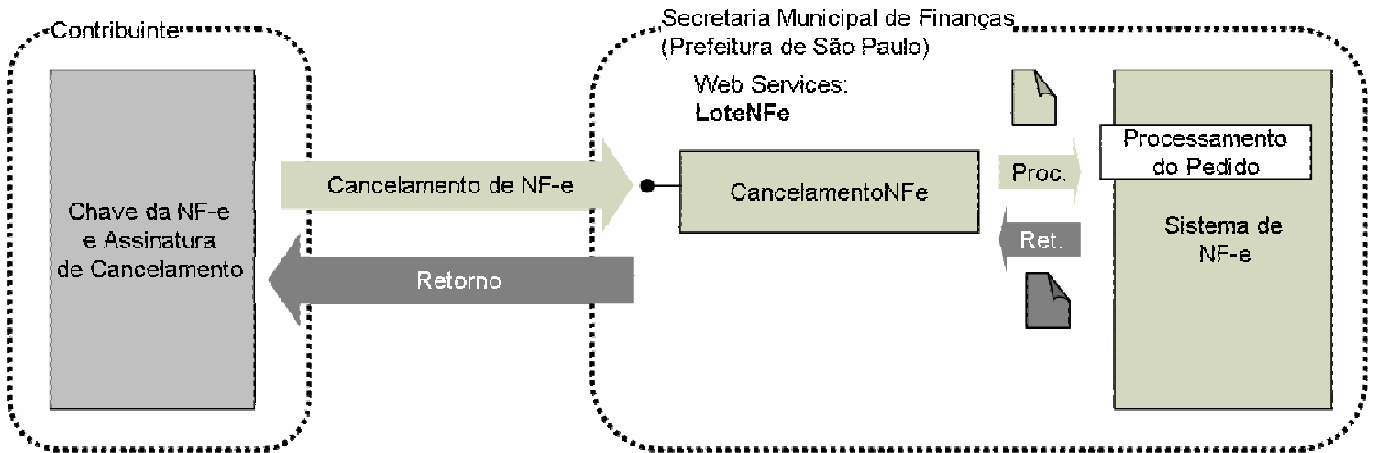 Contribuinte
Chave da NF-e
e Assinatura
de Cancelamento
Cancelamento de NF-e
Retorno
Secretaria Municipal de Finanças
(Prefeitura de São Paulo)
Web Services:
LoteNFe
CancelamentoNFe
Proc.
Ret.
Processamento
do Pedido
Sistema de
NF-e